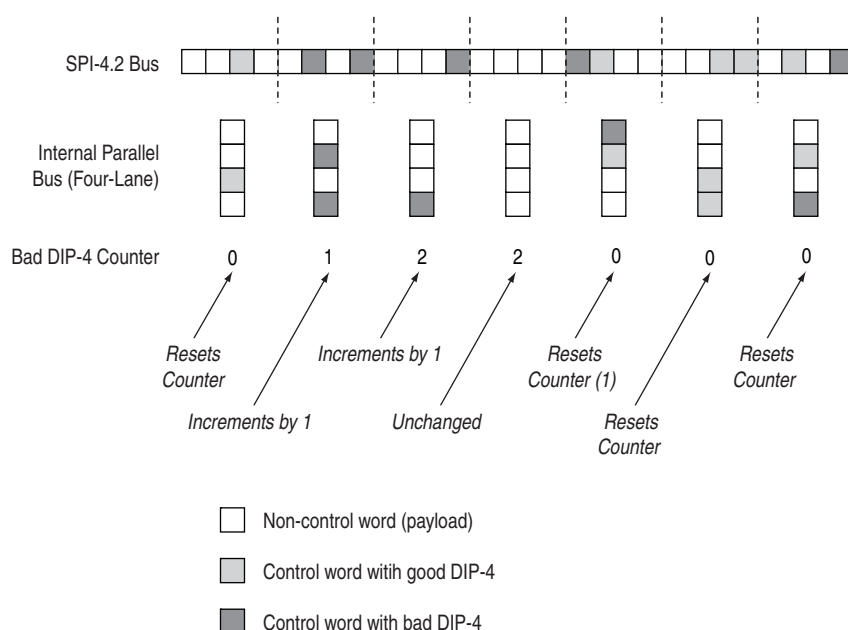 SPI-4.2 Bus
Internal Parallel
Bus (Four-Lane)
Bad DIP-4 Counter
0 1 2 2 0 0 0
Resets
Counter
Increments by 1
Increments by 1
Unchanged
Resets
Counter (1)
Resets
Counter
Resets
Counter
Non-control word (payload)
Control word witih good DIP-4
Control word with bad DIP-4